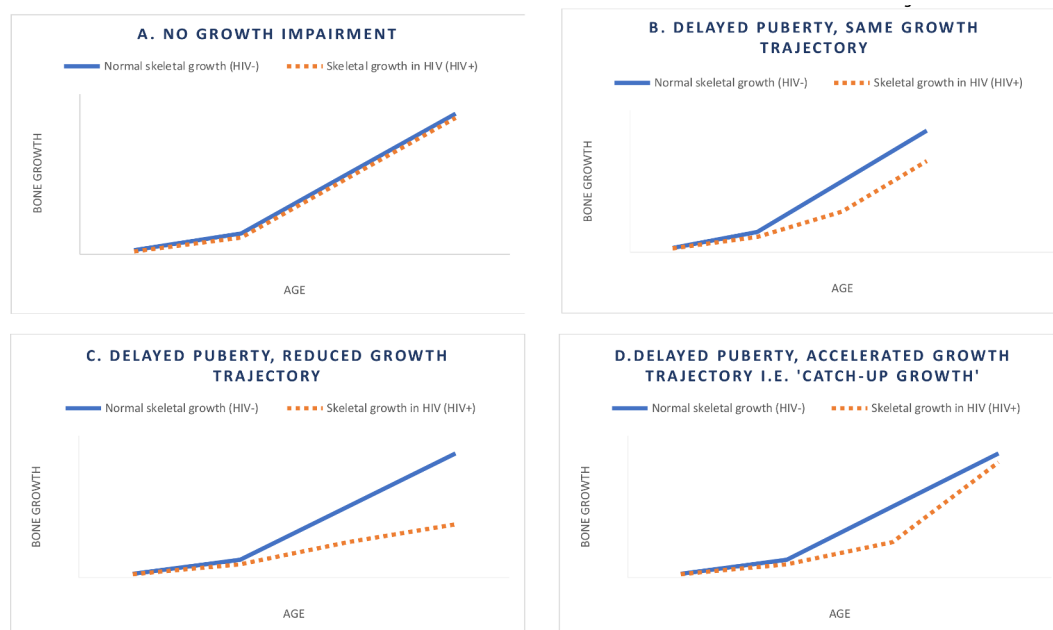 A. NO GROWTH IMPAIRMENT
Normal skeletal growth (HIV-) Skeletal growth in HIV (HIV+)
BONE GROWTH
AGE
B. DELAYED PUBERTY, SAME GROWTH
TRAJECTORY
Normal skeletal growth (HIV-) Skeletal growth in HIV (HIV+)
BONE GROWTH
AGE
C. DELAYED PUBERTY, REDUCED GROWTH
TRAJECTORY
Normal skeletal growth (HIV-) Skeletal growth in HIV (HIV+)
BONE GROWTH
AGE
D.DELAYED PUBERTY, ACCELERATED GROWTH
TRAJECTORY I.E. 'CATCH-UP GROWTH'
Normal skeletal growth (HIV-) Skeletal growth in HIV (HIV+)
BONE GROWTH
AGE